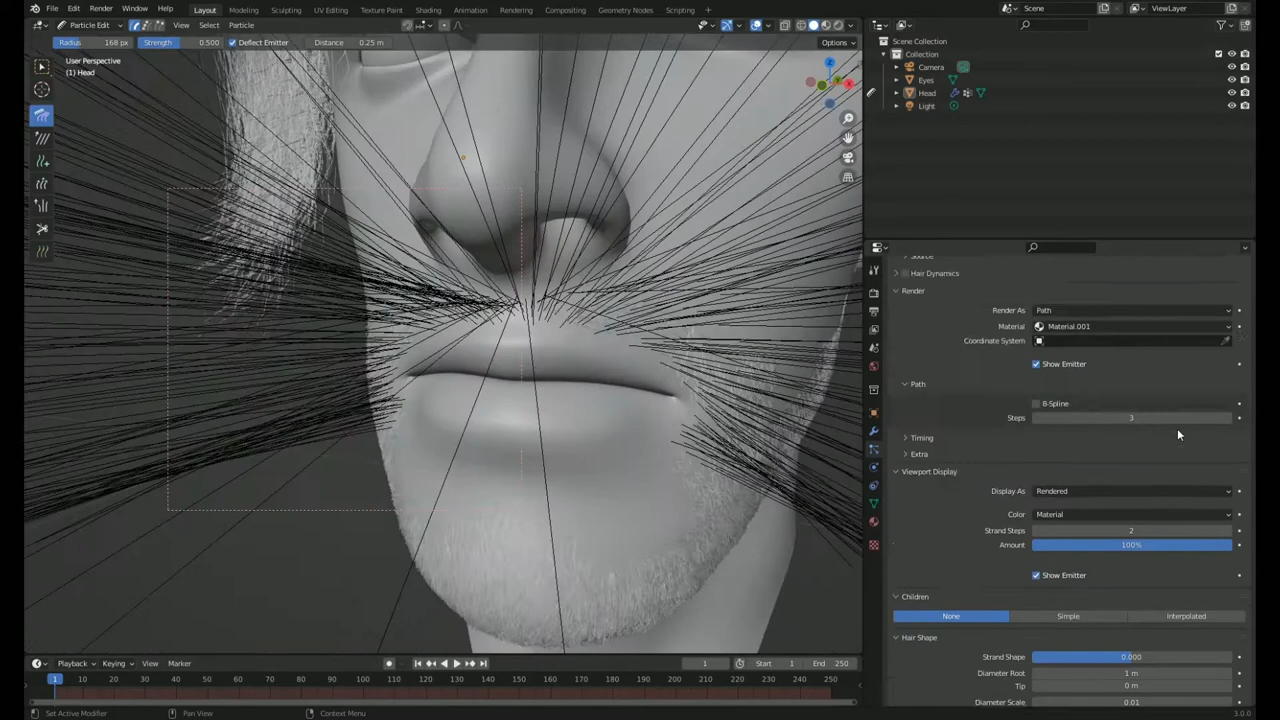 File Edit Render Window Help Layout Modeling Sculpting UV Editing Texture Paint Shading Animation Rendering Compositing Geometry Nodes Scripting Scene ViewLayer
Particle Edit View Select Particle
Radius 168 px Strength 0.500 Deflect Emitter Distance 0.25 m Options
User Perspective
(1) Head
Scene Collection
Collection
Camera
Eyes
Head
Light
Hair Dynamics
Render
Render As Path
Material Material.001
Coordinate System
Show Emitter
Path
B-Spline
Steps 3
Timing
Extra
Viewport Display
Display As Rendered
Color Material
Strand Steps 2
Amount 100%
Show Emitter
Children
None Simple Interpolated
Hair Shape
Strand Shape 0.000
Diameter Root 1 m
Tip 0 m
Diameter Scale 0.01
Playback Keying View Marker 1 Start 1 End 250
1 10 20 30 40 50 60 70 80 90 100 110 120 130 140 150 160 170 180 190 200 210 220 230 240 250
Set Active Modifier Pan View Context Menu 3.0.0